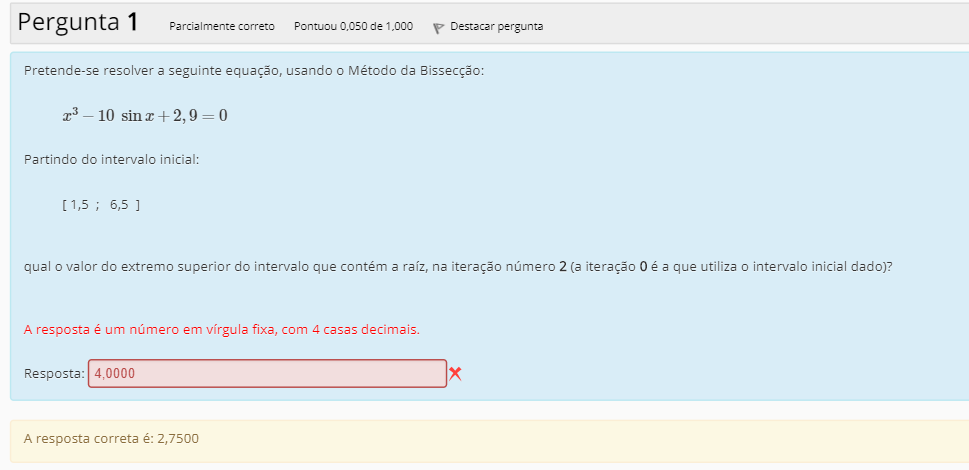 Pergunta 1 Parcialmente correto Pontuou 0,050 de 1,000 Destacar pergunta
Pretende-se resolver a seguinte equação, usando o Método da Bissecção:
x³ − 10 sin x + 2, 9 = 0
Partindo do intervalo inicial:
[ 1,5 ; 6,5 ]
qual o valor do extremo superior do intervalo que contém a raíz, na iteração número 2 (a iteração 0 é a que utiliza o intervalo inicial dado)?
A resposta é um número em vírgula fixa, com 4 casas decimais.
Resposta: 4,0000
A resposta correta é: 2,7500